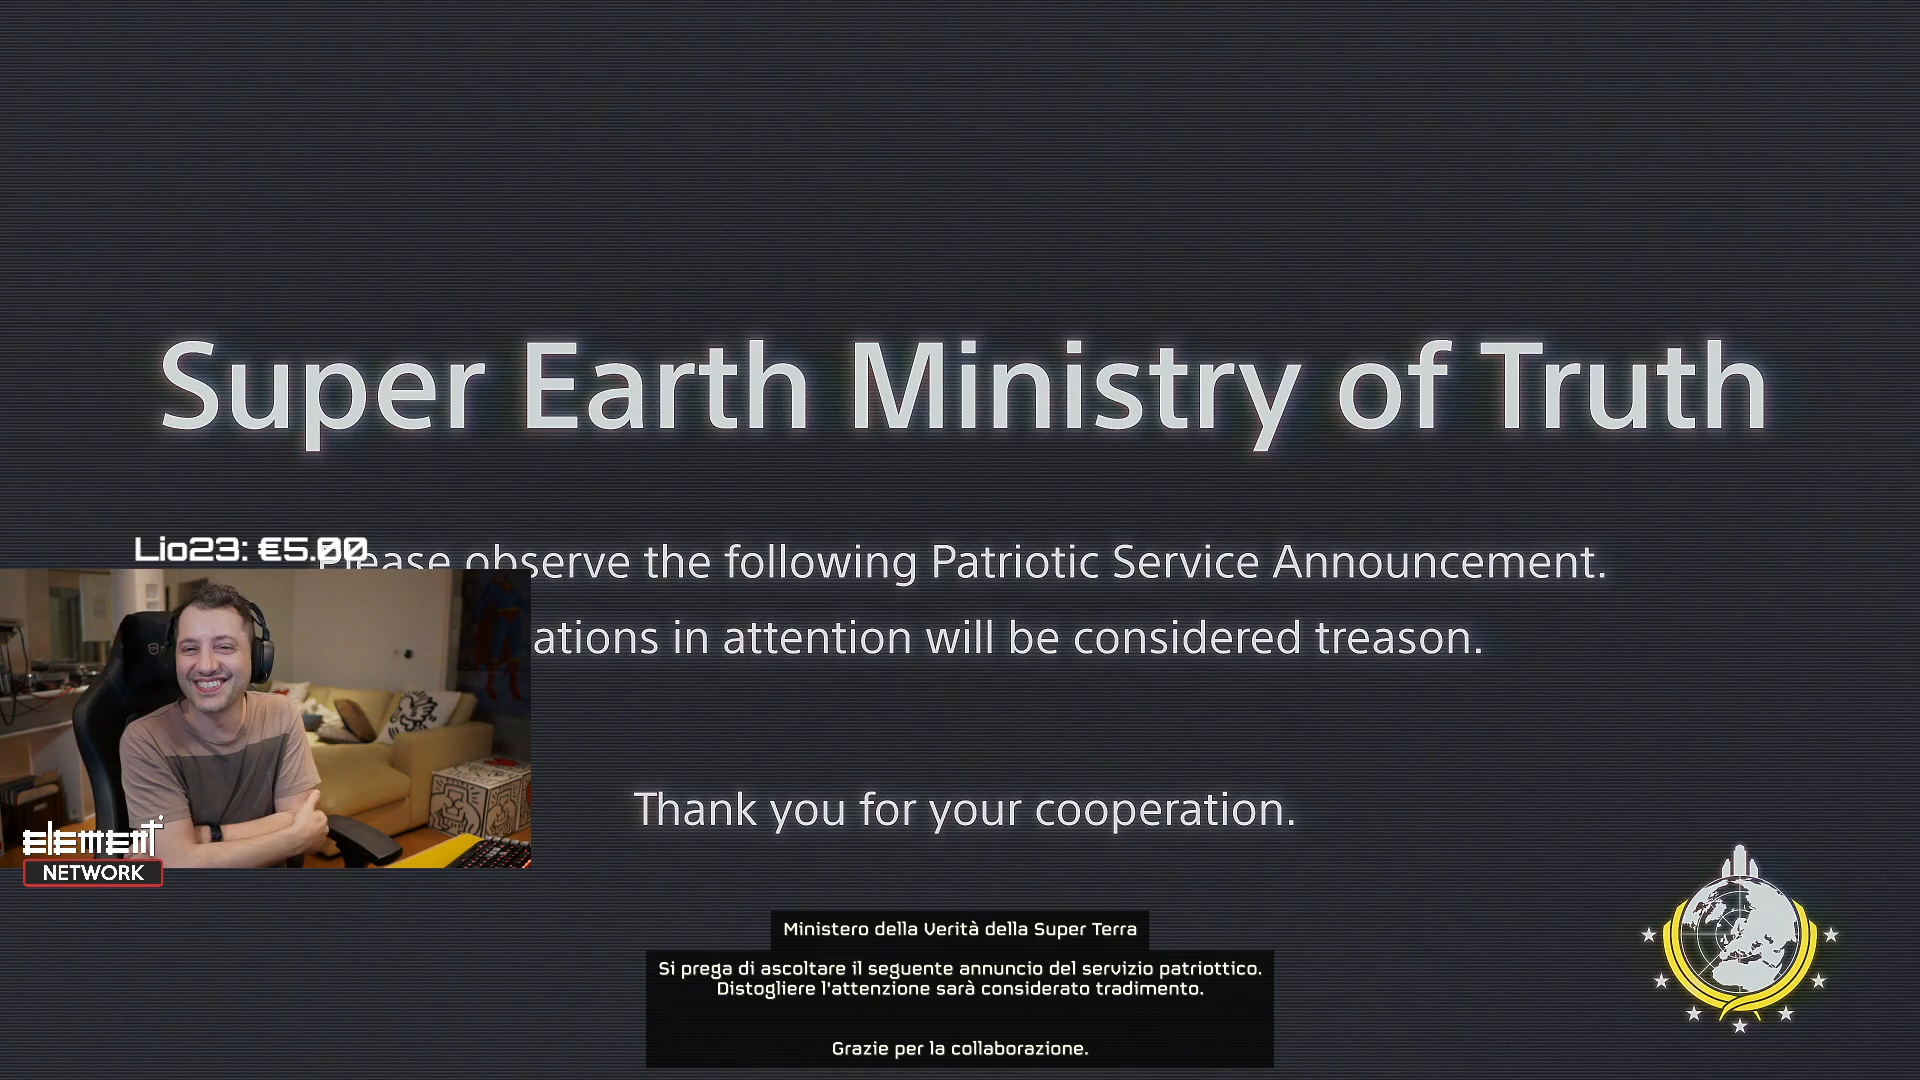 Super Earth Ministry of Truth
Lio23: €5.00
Please observe the following Patriotic Service Announcement.
ations in attention will be considered treason.
Thank you for your cooperation.
element
NETWORK
Ministero della Verità della Super Terra
Si prega di ascoltare il seguente annuncio del servizio patriottico.
Distogliere l'attenzione sarà considerato tradimento.
Grazie per la collaborazione.